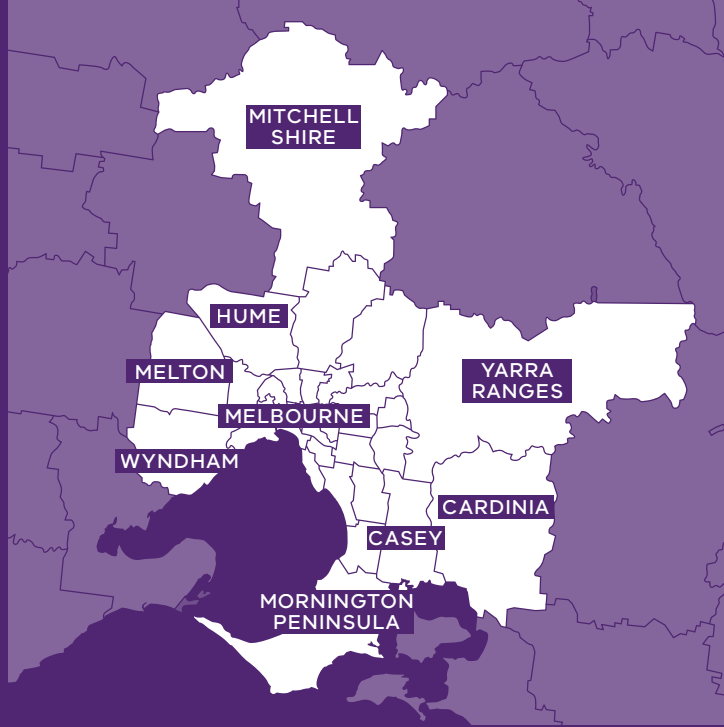 MITCHELL
SHIRE
HUME
MELTON
YARRA
RANGES
MELBOURNE
WYNDHAM
CARDINIA
CASEY
MORNINGTON
PENINSULA